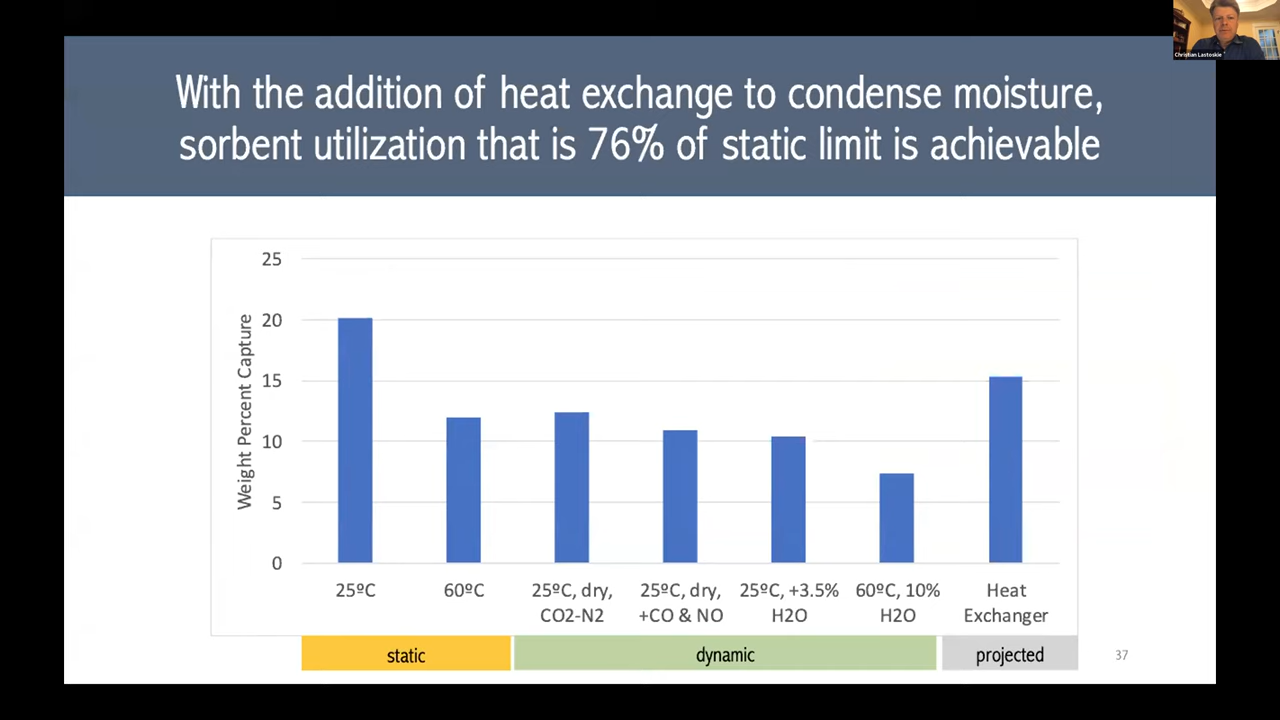 Christian Lastoskie
With the addition of heat exchange to condense moisture,
sorbent utilization that is 76% of static limit is achievable
Weight Percent Capture
25
20
15
10
5
0
25ºC
60ºC
25ºC, dry,
CO2-N2
25ºC, dry,
+CO & NO
25ºC, +3.5%
H2O
60ºC, 10%
H2O
Heat
Exchanger
static
dynamic
projected
37